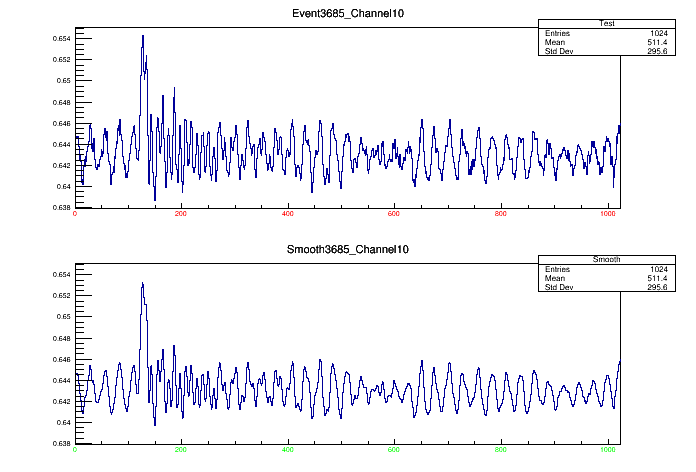 Event3685_Channel10
Test
Entries 1024
Mean 511.4
Std Dev 295.6
0.654
0.652
0.65
0.648
0.646
0.644
0.642
0.64
0.638
0 200 400 600 800 1000
Smooth3685_Channel10
Smooth
Entries 1024
Mean 511.4
Std Dev 295.6
0.654
0.652
0.65
0.648
0.646
0.644
0.642
0.64
0.638
0 200 400 600 800 1000